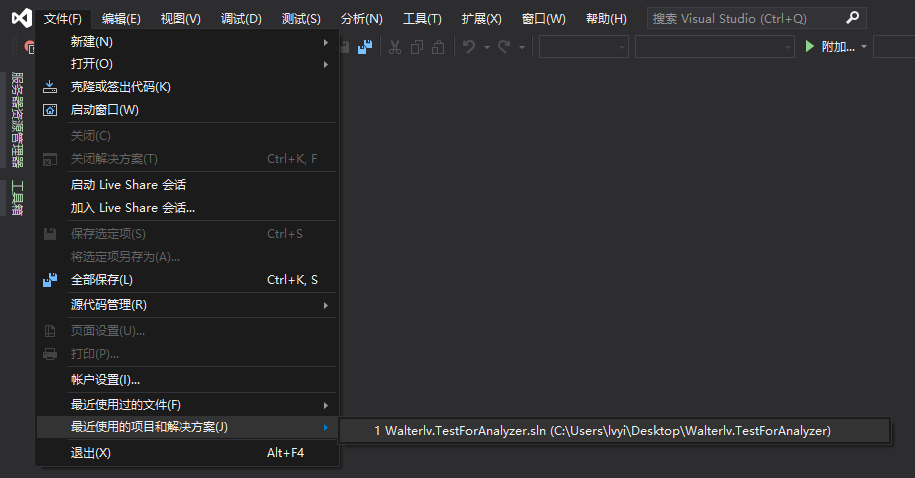 文件(F) 编辑(E) 视图(V) 调试(D) 测试(S) 分析(N) 工具(T) 扩展(X) 窗口(W) 帮助(H) 搜索 Visual Studio (Ctrl+Q)
附加...
服务器资源管理器
工具箱
新建(N)
打开(O)
克隆或签出代码(K)
启动窗口(W)
关闭(C)
关闭解决方案(T) Ctrl+K, F
启动 Live Share 会话
加入 Live Share 会话...
保存选定项(S) Ctrl+S
将选定项另存为(A)...
全部保存(L) Ctrl+K, S
源代码管理(R)
页面设置(U)...
打印(P)...
帐户设置(I)...
最近使用过的文件(F)
最近使用的项目和解决方案(J)
1 Walterlv.TestForAnalyzer.sln (C:\Users\lvyi\Desktop\Walterlv.TestForAnalyzer)
退出(X) Alt+F4